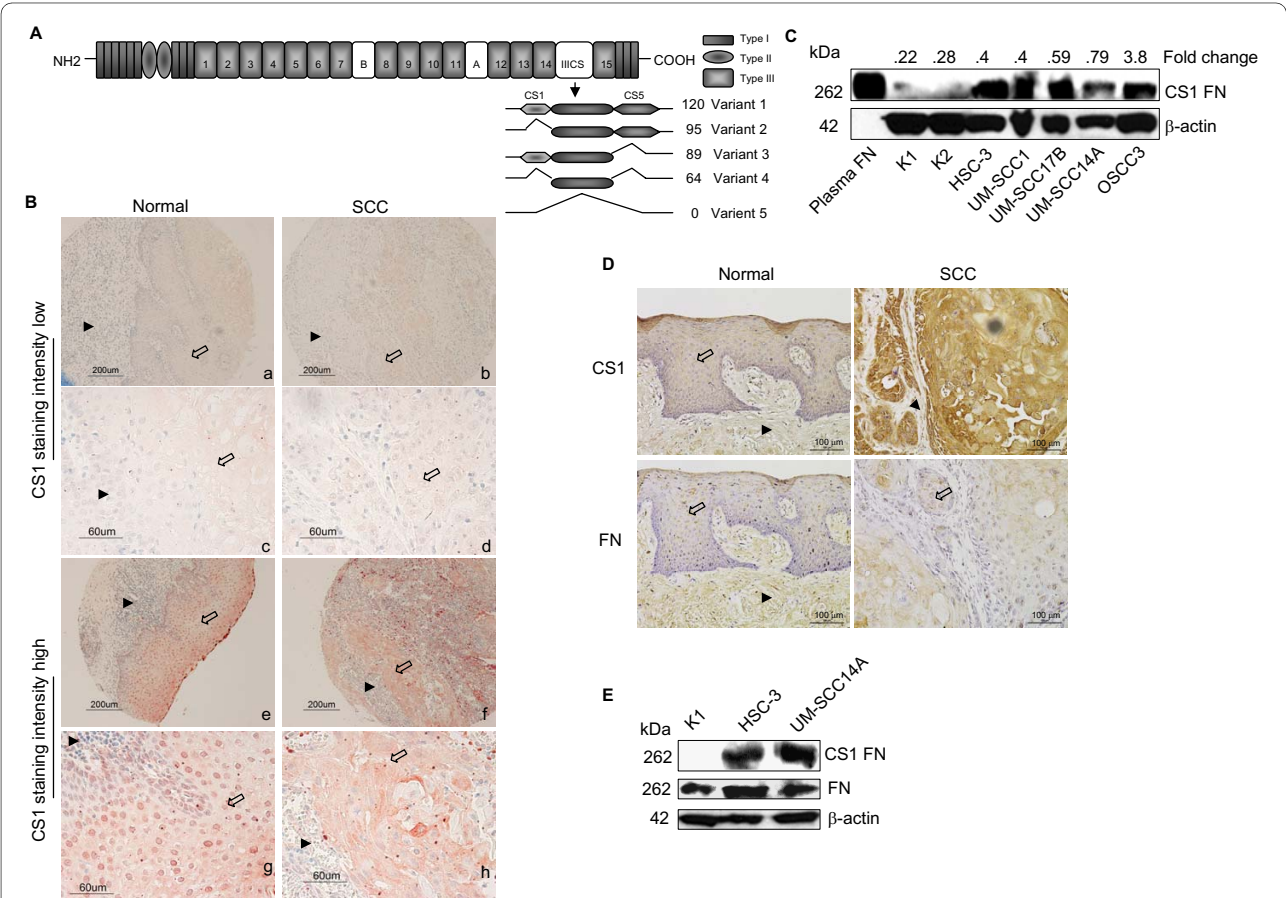 A
NH2
1 2 3 4 5 6 7 B 8 9 10 11 A 12 13 14 IIICS 15
COOH
Type I
Type II
Type III
CS1 CS5
120 Variant 1
95 Variant 2
89 Variant 3
64 Variant 4
0 Varient 5
B
Normal SCC
CS1 staining intensity low
200um a
200um b
60um c
60um d
CS1 staining intensity high
200um e
200um f
60um g
60um h
C
kDa .22 .28 .4 .4 .59 .79 3.8 Fold change
262 CS1 FN
42 β-actin
Plasma FN
K1
K2
HSC-3
UM-SCC1
UM-SCC17B
UM-SCC14A
OSCC3
D
Normal SCC
CS1
100 µm
100 µm
FN
100 µm
100 µm
E
kDa K1 HSC-3 UM-SCC14A
262 CS1 FN
262 FN
42 β-actin